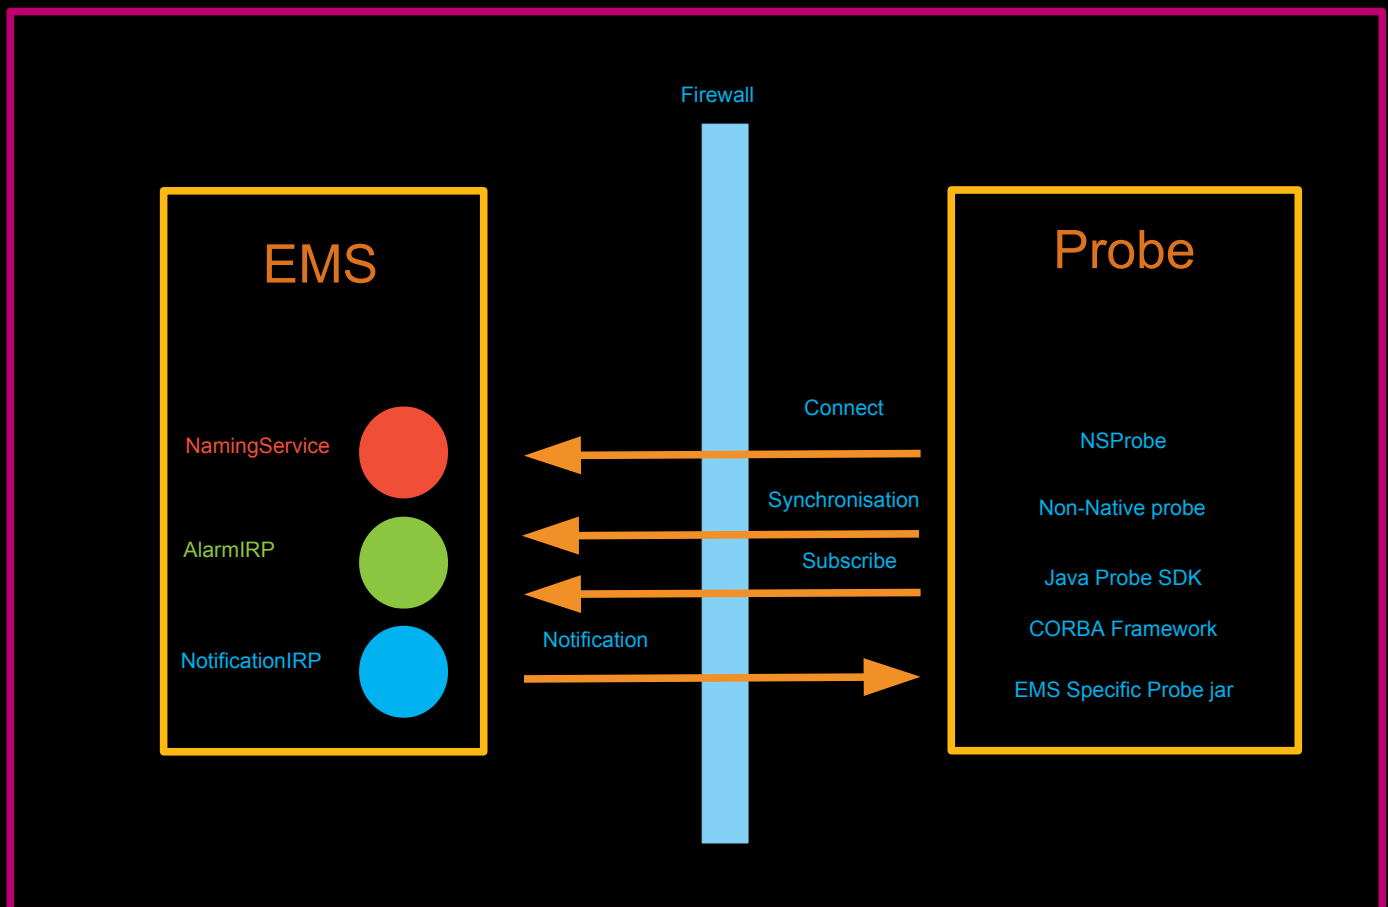 Firewall
EMS
Probe
Connect
NamingService
NSProbe
Synchronisation
Non-Native probe
AlarmIRP
Subscribe
Java Probe SDK
CORBA Framework
Notification
NotificationIRP
EMS Specific Probe jar